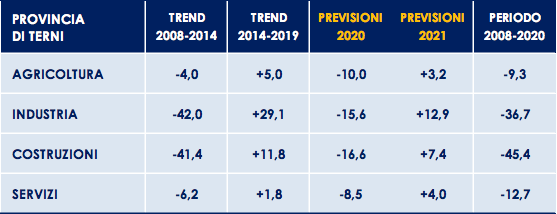 PROVINCIA DI TERNI TREND 2008-2014 TREND 2014-2019 PREVISIONI 2020 PREVISIONI 2021 PERIODO 2008-2020
AGRICOLTURA -4,0 +5,0 -10,0 +3,2 -9,3
INDUSTRIA -42,0 +29,1 -15,6 +12,9 -36,7
COSTRUZIONI -41,4 +11,8 -16,6 +7,4 -45,4
SERVIZI -6,2 +1,8 -8,5 +4,0 -12,7